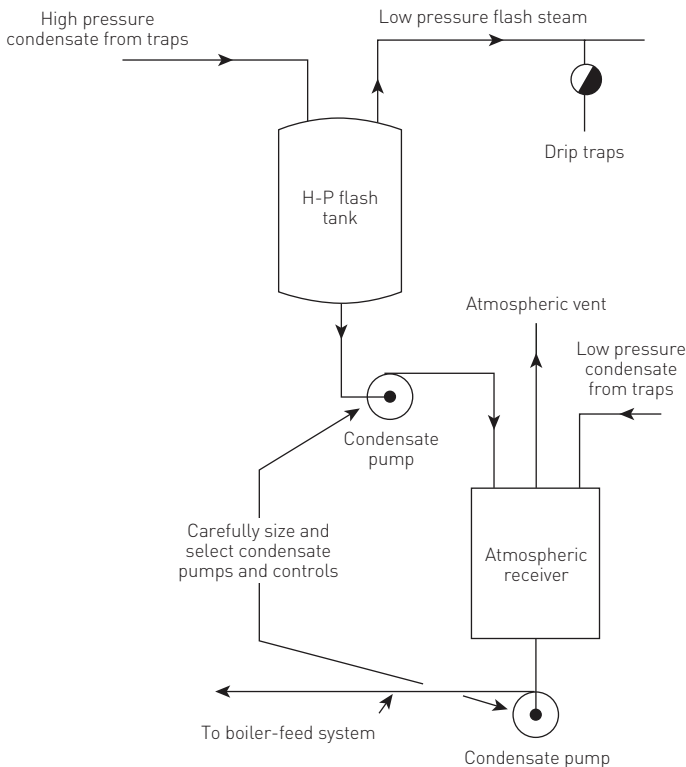 High pressure
condensate from traps
Low pressure flash steam
Drip traps
H-P flash
tank
Atmospheric vent
Low pressure
condensate
from traps
Condensate
pump
Carefully size and
select condensate
pumps and controls
Atmospheric
receiver
To boiler-feed system
Condensate pump